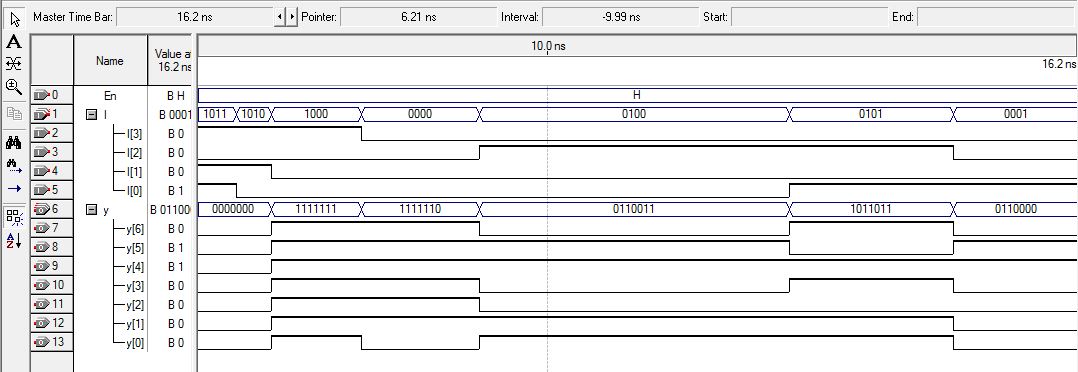 Master Time Bar: 16.2 ns Pointer: 6.21 ns Interval: -9.99 ns Start: End:
Name Value at 16.2 ns 10.0 ns
16.2 ns
0 En B H H
1 I B 0001 1011 1010 1000 0000 0100 0101 0001
2 I[3] B 0
3 I[2] B 0
4 I[1] B 0
5 I[0] B 1
6 y B 011000 0000000 1111111 1111110 0110011 1011011 0110000
7 y[6] B 0
8 y[5] B 1
9 y[4] B 1
10 y[3] B 0
11 y[2] B 0
12 y[1] B 0
13 y[0] B 0